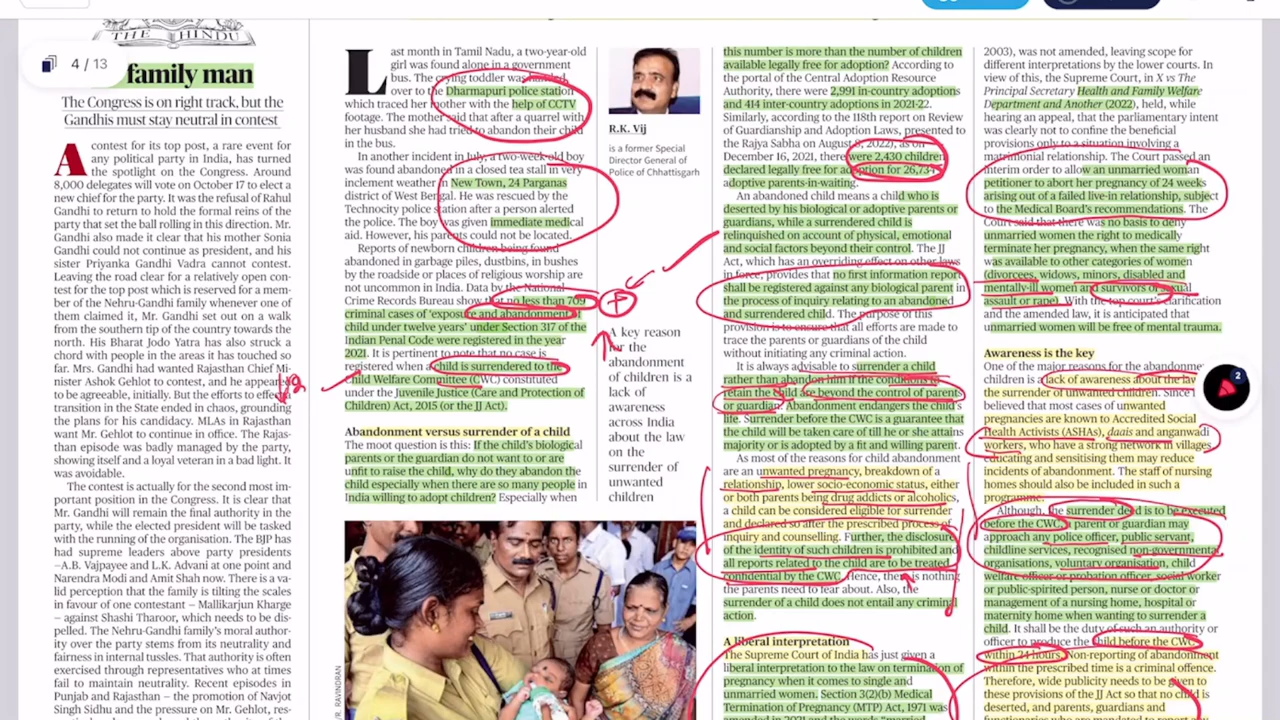 THE HINDU
4 / 13
family man
The Congress is on right track, but the
Gandhis must stay neutral in contest
A contest for its top post, a rare event for
any political party in India, has turned
the spotlight on the Congress. Around
8,000 delegates will vote on October 17 to elect a
new chief for the party. It was the refusal of Rahul
Gandhi to return to hold the formal reins of the
party, that set the ball rolling in its direction. Mr.
Gandhi also made it clear that his mother Sonia
Gandhi could not continue as president, and his
sister Priyanka Gandhi Vadra cannot contest.
Leaving the road clear for a relatively open con-
test for the top post which is reserved for a mem-
ber of the Nehru-Gandhi family whenever one of
them claimed it, Mr. Gandhi set out on a walk
from the southern tip of the country towards the
north. The Bharat Jodo Yatra has also struck a
chord with people in the areas it has touched so
far. Mrs. Gandhi had wanted Rajasthan Chief Mi-
nister Ashok Gehlot to contest, and he appeared
to be on side, initially. But the efforts to effect a
transition in the State ended in chaos, grounding
the plans for his candidacy. MLAs in Rajasthan
want Mr. Gehlot to continue in office. The Rajas-
than episode was badly managed by the party,
showing itself and a loyal veteran in a bad light. It
was avoidable.
The contest is actually for the second most im-
portant position in the Congress. It is clear that
Mr. Gandhi will remain the final authority in the
party, while the elected president will be tasked
with the running of the organisation. The BJP has
had supreme leaders above party presidents
–A.B. Vajpayee and L.K. Advani at one point and
Narendra Modi and Amit Shah now. There is a va-
lid perception that the family is tilting the scales
in favour of one contestant – Mallikarjun Kharge
– against Shashi Tharoor, which needs to be dis-
pelled. The Nehru-Gandhi family's moral author-
ity over the party stems from its neutrality and
fairness in internal tussles. That authority is often
exercised through representatives who at times
fail to maintain neutrality. Recent episodes in
Punjab and Rajasthan – the promotion of Navjot
Singh Sidhu and the pressure on Mr. Gehlot, res-
Last month in Tamil Nadu, a two-year-old
girl was found alone in a government
bus. The crying toddler was handed
over to the Dharmapuri police station
which traced her mother with the help of CCTV
footage. The mother said that after a quarrel with
her husband she had tried to abandon their child
in the bus.
In another incident in July, a two-week-old boy
was found abandoned in a closed tea stall in very
inclement weather in New Town, 24 Parganas
district of West Bengal. He was rescued by the
Technocity police station after a person alerted
the police. The boy was given immediate medical
aid. However, his parents could not be located.
Reports of newborn children being found
abandoned in garbage piles, dustbins, in bushes
by the roadside or places of religious worship are
not uncommon in India. Data by the National
Crime Records Bureau show that no less than 709
criminal cases of 'exposure and abandonment of
child under twelve years' under Section 317 of the
Indian Penal Code were registered in the year
2021. It is pertinent to note that no case is
registered when a child is surrendered to the
Child Welfare Committee (CWC) constituted
under the Juvenile Justice (Care and Protection of
Children) Act, 2015 (or the JJ Act).
Abandonment versus surrender of a child
The moot question is this: If the child's biological
parents or the guardian do not want to or are
unfit to raise the child, why do they abandon the
child especially when there are so many people in
India willing to adopt children? Especially when
R.K. Vij
is a former Special
Director General of
Police of Chhattisgarh
A key reason
for the
abandonment
of children is a
lack of
awareness
across India
about the law
on the
surrender of
unwanted
children
R. RAVINDRAN
this number is more than the number of children
available legally free for adoption? According to
the portal of the Central Adoption Resource
Authority, there were 2,991 in-country adoptions
and 414 inter-country adoptions in 2021-22.
Similarly, according to the 118th report on Review
of Guardianship and Adoption Laws, presented to
the Rajya Sabha on August 8, 2022), as on
December 16, 2021, there were 2,430 children
declared legally free for adoption for 26,734
adoptive parents-in-waiting.
An abandoned child means a child who is
deserted by his biological or adoptive parents or
guardians, while a surrendered child is
relinquished on account of physical, emotional
and social factors beyond their control. The JJ
Act, which has an overriding effect on other laws
in force, provides that no first information report
shall be registered against any biological parent in
the process of inquiry relating to an abandoned
and surrendered child. The purpose of this
provision is to ensure that all efforts are made to
trace the parents or guardians of the child
without initiating any criminal action.
It is always advisable to surrender a child
rather than abandon him if the conditions to
retain the child are beyond the control of parents
or guardian. Abandonment endangers the child's
life. Surrender before the CWC is a guarantee that
the child will be taken care of till he or she attains
majority or is adopted by a fit and willing parent.
As most of the reasons for child abandonment
are an unwanted pregnancy, breakdown of a
relationship, lower socio-economic status, either
or both parents being drug addicts or alcoholics,
a child can be considered eligible for surrender
and declared so after the prescribed process of
inquiry and counselling. Further, the disclosure
of the identity of such children is prohibited and
all reports related to the child are to be treated
confidential by the CWC. Hence, there is nothing
the parents need to fear about. Also, the
surrender of a child does not entail any criminal
action.
A liberal interpretation
The Supreme Court of India has just given a
liberal interpretation to the law on termination of
pregnancy when it comes to single and
unmarried women. Section 3(2)(b) Medical
Termination of Pregnancy (MTP) Act, 1971 was
amended in 2021 and the words "married
2003), was not amended, leaving scope for
different interpretations by the lower courts. In
view of this, the Supreme Court, in X vs The
Principal Secretary Health and Family Welfare
Department and Another (2022), held, while
hearing an appeal, that the parliamentary intent
was clearly not to confine the beneficial
provisions only to a situation involving a
matrimonial relationship. The Court passed an
interim order to allow an unmarried woman
petitioner to abort her pregnancy of 24 weeks
arising out of a failed live-in relationship, subject
to the Medical Board's recommendations. The
Court said that there was no basis to deny
unmarried women the right to medically
terminate her pregnancy, when the same right
was available to other categories of women
(divorcees, widows, minors, disabled and
mentally-ill women and survivors of sexual
assault or rape). With the top court's clarification
and the amended law, it is anticipated that
unmarried women will be free of mental trauma.
Awareness is the key
One of the major reasons for the abandonme
children is a lack of awareness about the law
the surrender of unwanted children. Since
believed that most cases of unwanted
pregnancies are known to Accredited Social
Health Activists (ASHAs), daais and anganwadi
workers, who have a strong network in villages,
educating and sensitising them may reduce
incidents of abandonment. The staff of nursing
homes should also be included in such a
programme.
Although, the surrender deed is to be executed
before the CWC, a parent or guardian may
approach any police officer, public servant,
childline services, recognised non-governmental
organisations, voluntary organisation, child
welfare officer or probation officer, social worker
or public-spirited person, nurse or doctor or
management of a nursing home, hospital or
maternity home when wanting to surrender a
child. It shall be the duty of such an authority or
officer to produce the child before the CWC
within 24 hours. Non-reporting of abandonment
within the prescribed time is a criminal offence.
Therefore, wide publicity needs to be given to
these provisions of the JJ Act so that no child is
deserted, and parents, guardians and
functionaries who are mandated to report any
2